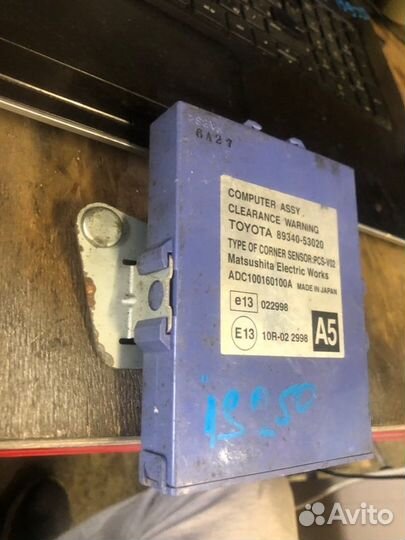 6A27
COMPUTER ASSY
CLEARANCE WARNING
TOYOTA 89340-53020
TYPE OF CORNER SENSOR:PCS-V02
Matsushita Electric Works
ADC100160100A MADE IN JAPAN
e13 022998
E13 10R-02 2998
A5
Avito